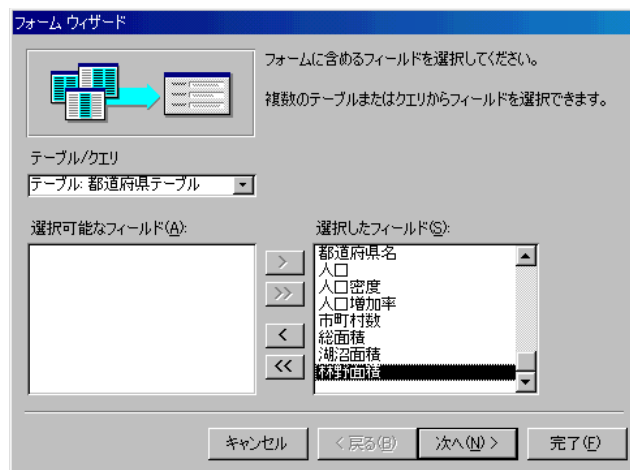 フォーム ウィザード
フォームに含めるフィールドを選択してください。
複数のテーブルまたはクエリからフィールドを選択できます。
テーブル/クエリ
テーブル: 都道府県テーブル
選択可能なフィールド(A):
選択したフィールド(S):
>
>>
<
<<
都道府県名
人口
人口密度
人口増加率
市町村数
総面積
湖沼面積
林野面積
キャンセル
< 戻る(B)
次へ(N) >
完了(F)